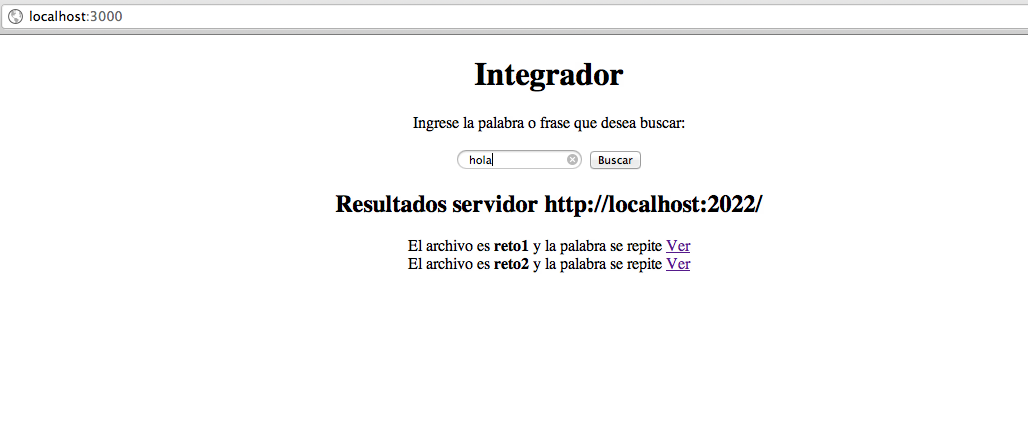 localhost:3000
Integrador
Ingrese la palabra o frase que desea buscar:
hola Buscar
Resultados servidor http://localhost:2022/
El archivo es reto1 y la palabra se repite Ver
El archivo es reto2 y la palabra se repite Ver